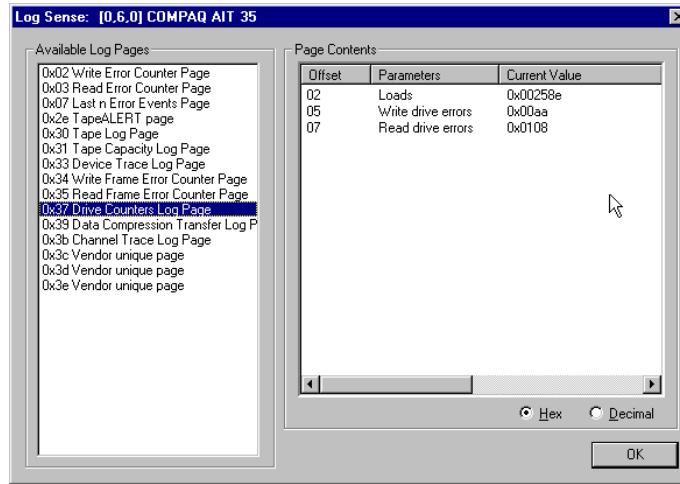 Log Sense: [0,6,0] COMPAQ AIT 35
Available Log Pages
0x02 Write Error Counter Page
0x03 Read Error Counter Page
0x07 Last n Error Events Page
0x2e TapeALERT page
0x30 Tape Log Page
0x31 Tape Capacity Log Page
0x33 Device Trace Log Page
0x34 Write Frame Error Counter Page
0x35 Read Frame Error Counter Page
0x37 Drive Counters Log Page
0x39 Data Compression Transfer Log P
0x3b Channel Trace Log Page
0x3c Vendor unique page
0x3d Vendor unique page
0x3e Vendor unique page
Page Contents
Offset Parameters Current Value
02 Loads 0x00258e
05 Write drive errors 0x00aa
07 Read drive errors 0x0108
Hex Decimal
OK